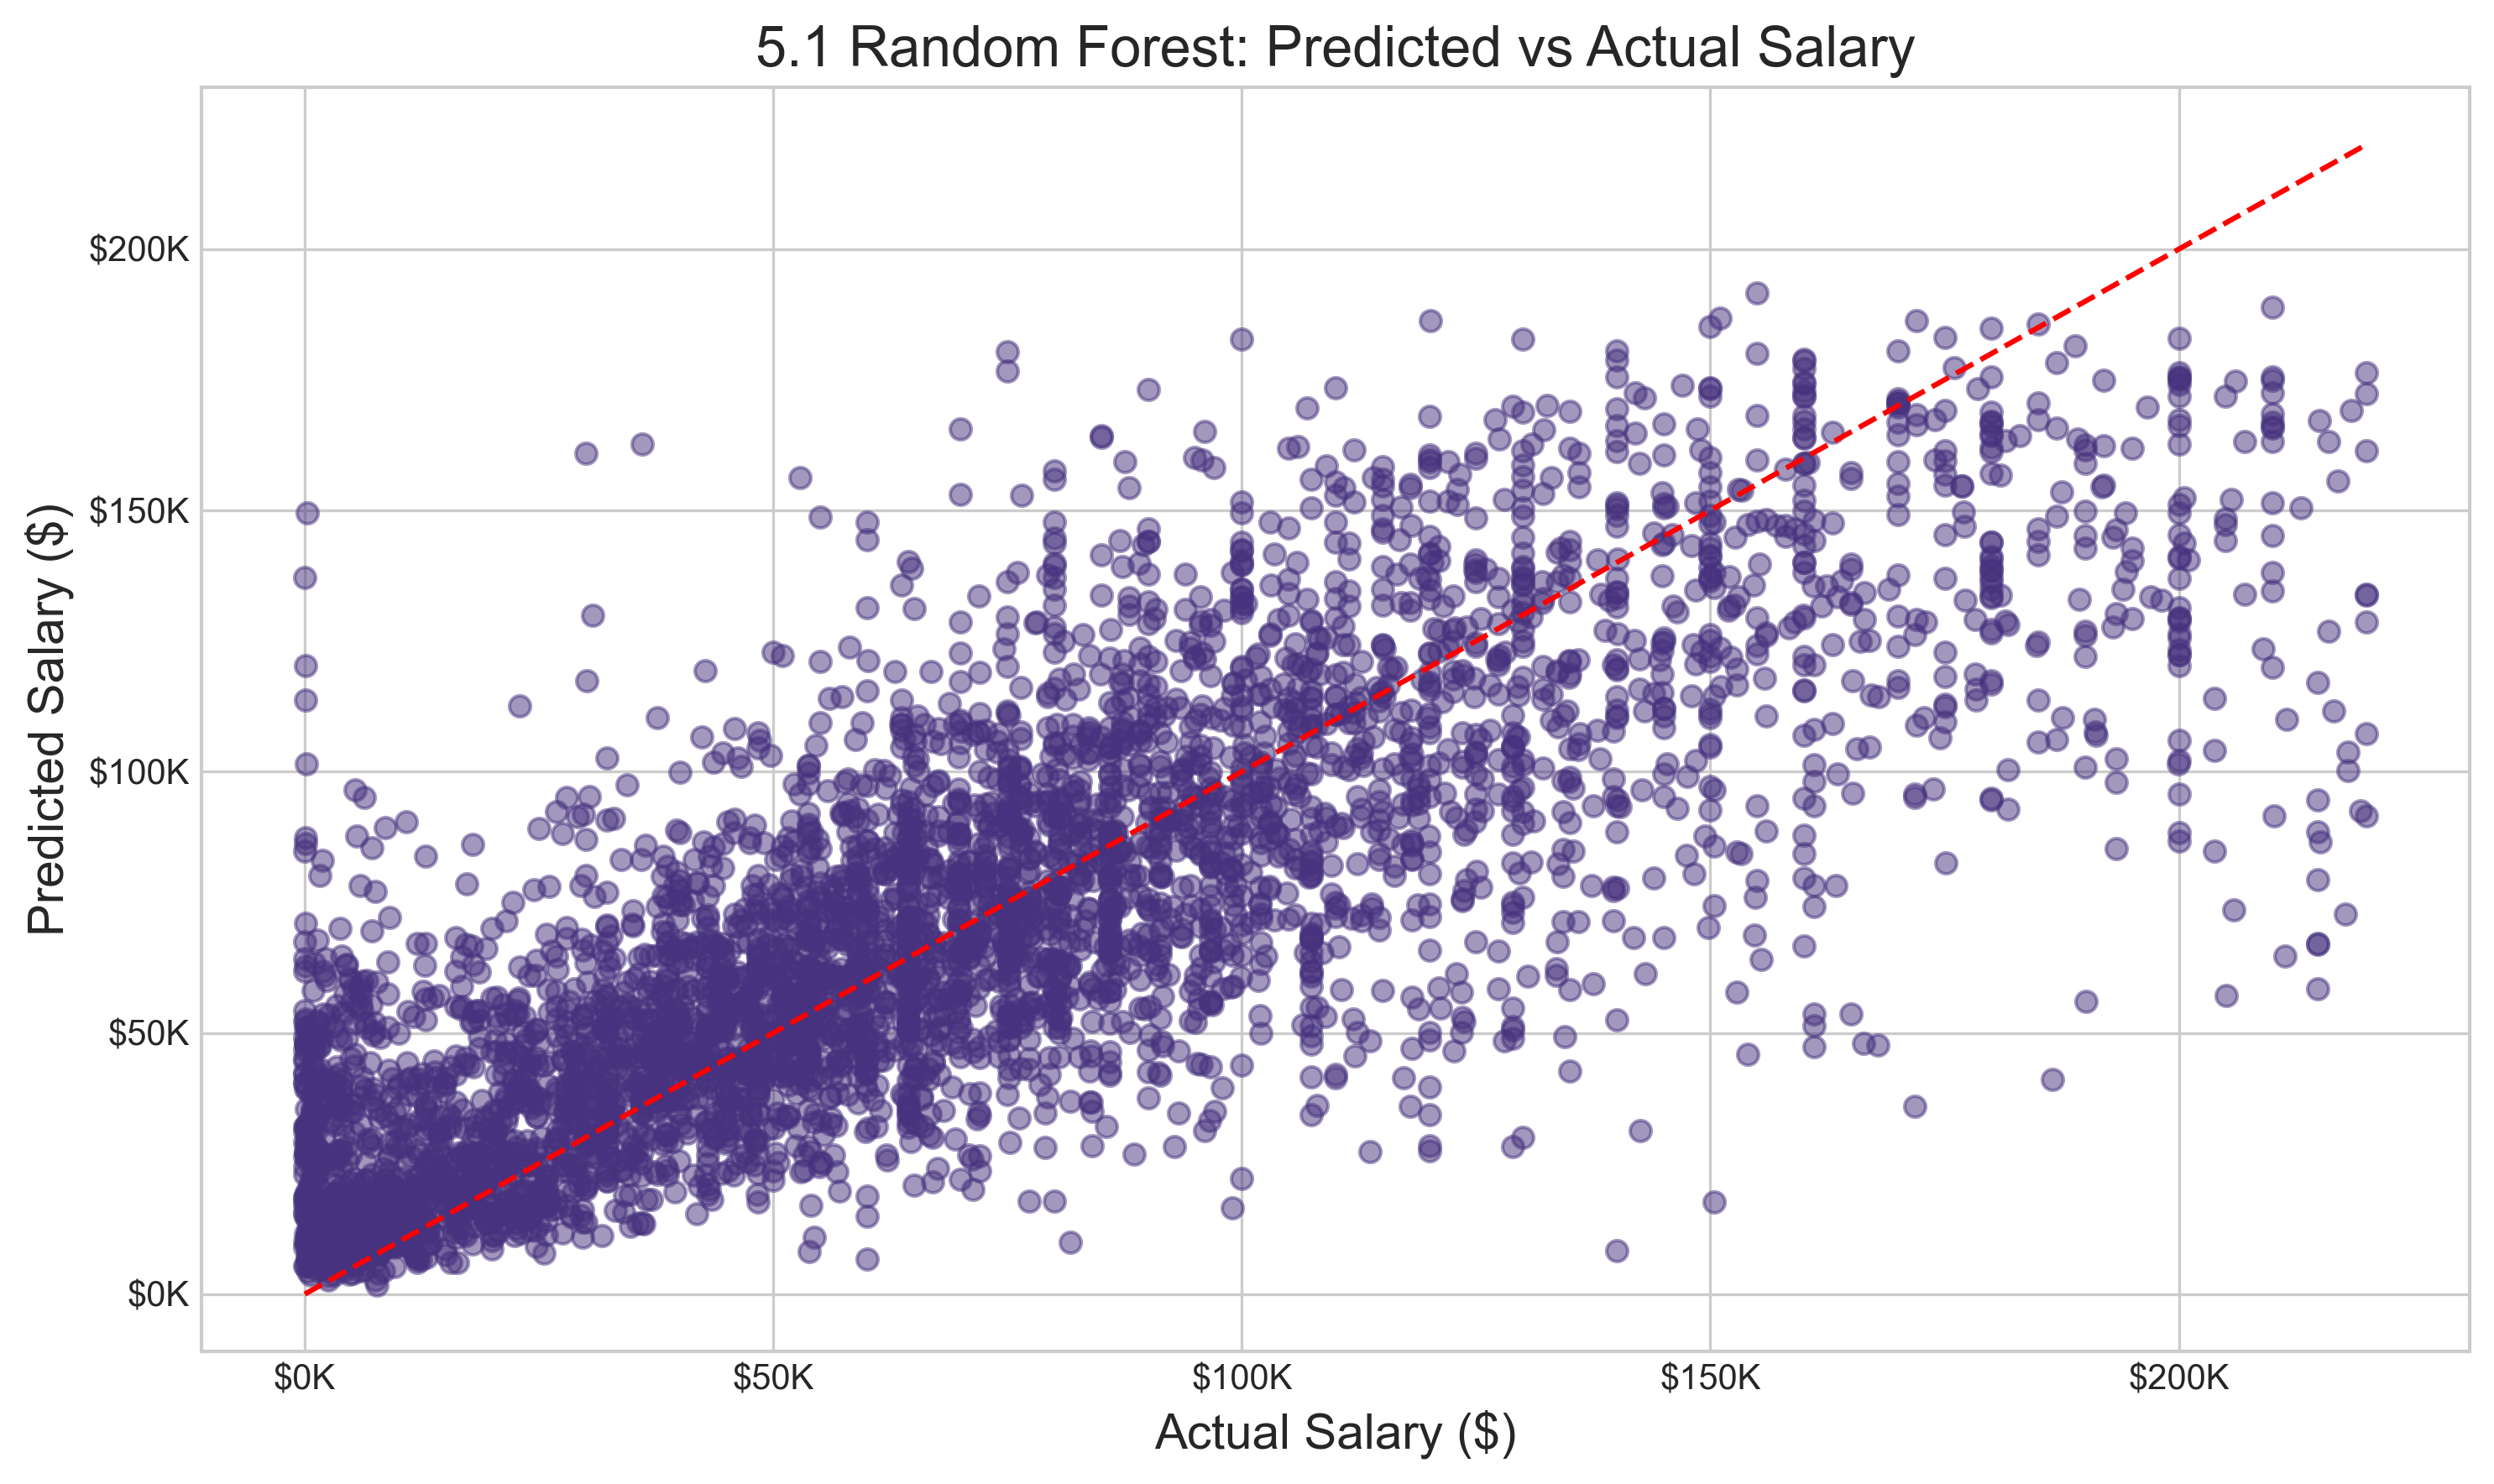 5.1 Random Forest: Predicted vs Actual Salary
Predicted Salary ($)
$200K
$150K
$100K
$50K
$0K
$0K
$50K
$100K
$150K
$200K
Actual Salary ($)